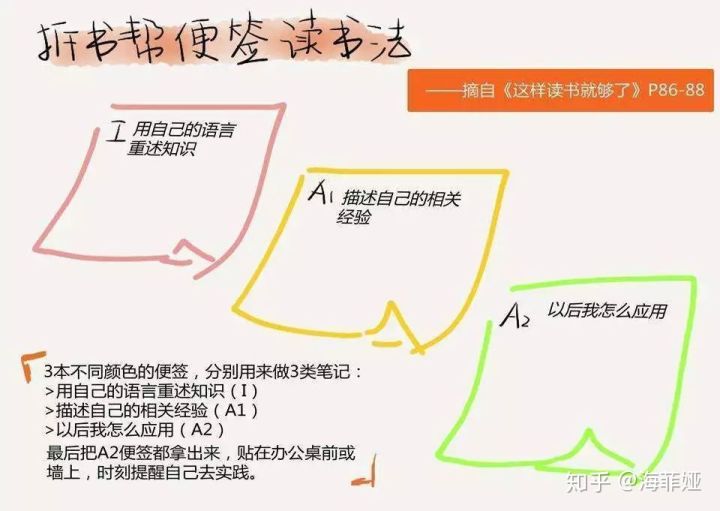 拆书帮便签读书法
——摘自《这样读书就够了》P86-88
I 用自己的语言
重述知识
A1 描述自己的相关
经验
A2 以后我怎么应用
3本不同颜色的便签，分别用来做3类笔记：
>用自己的语言重述知识（I）
>描述自己的相关经验（A1）
>以后我怎么应用（A2）
最后把A2便签都拿出来，贴在办公桌前或
墙上，时刻提醒自己去实践。
知乎 @海菲娅